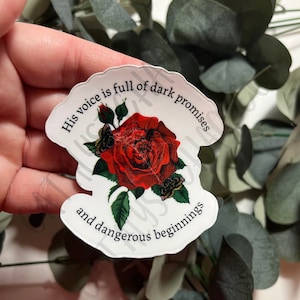 His voice is full of dark promises
and dangerous beginnings